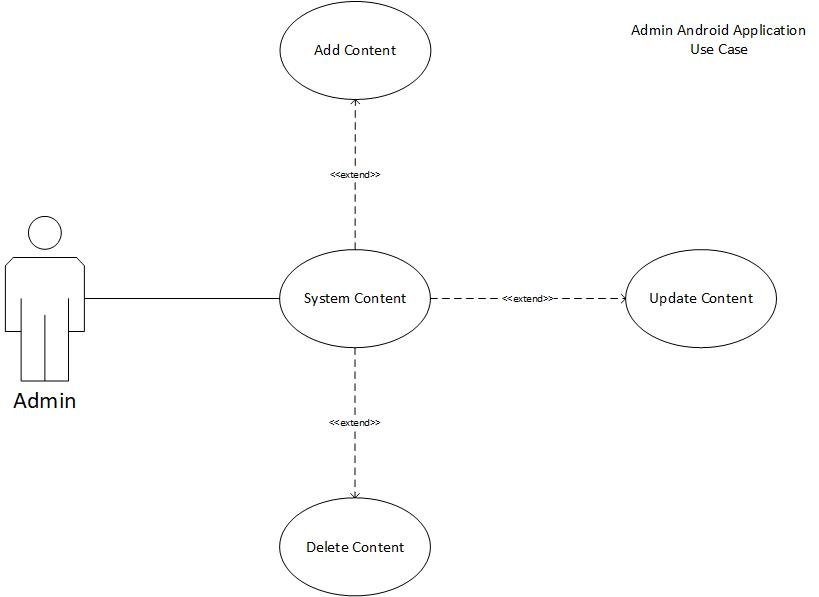 Add Content
Admin Android Application
Use Case
<<extend>>
System Content
<<extend>>
Update Content
Admin
<<extend>>
Delete Content